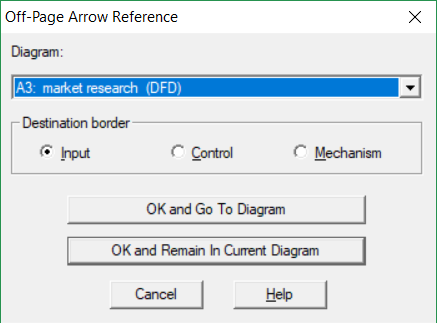 Off-Page Arrow Reference
Diagram:
A3:  market research  (DFD)
Destination border
Input Control Mechanism
OK and Go To Diagram
OK and Remain In Current Diagram
Cancel Help